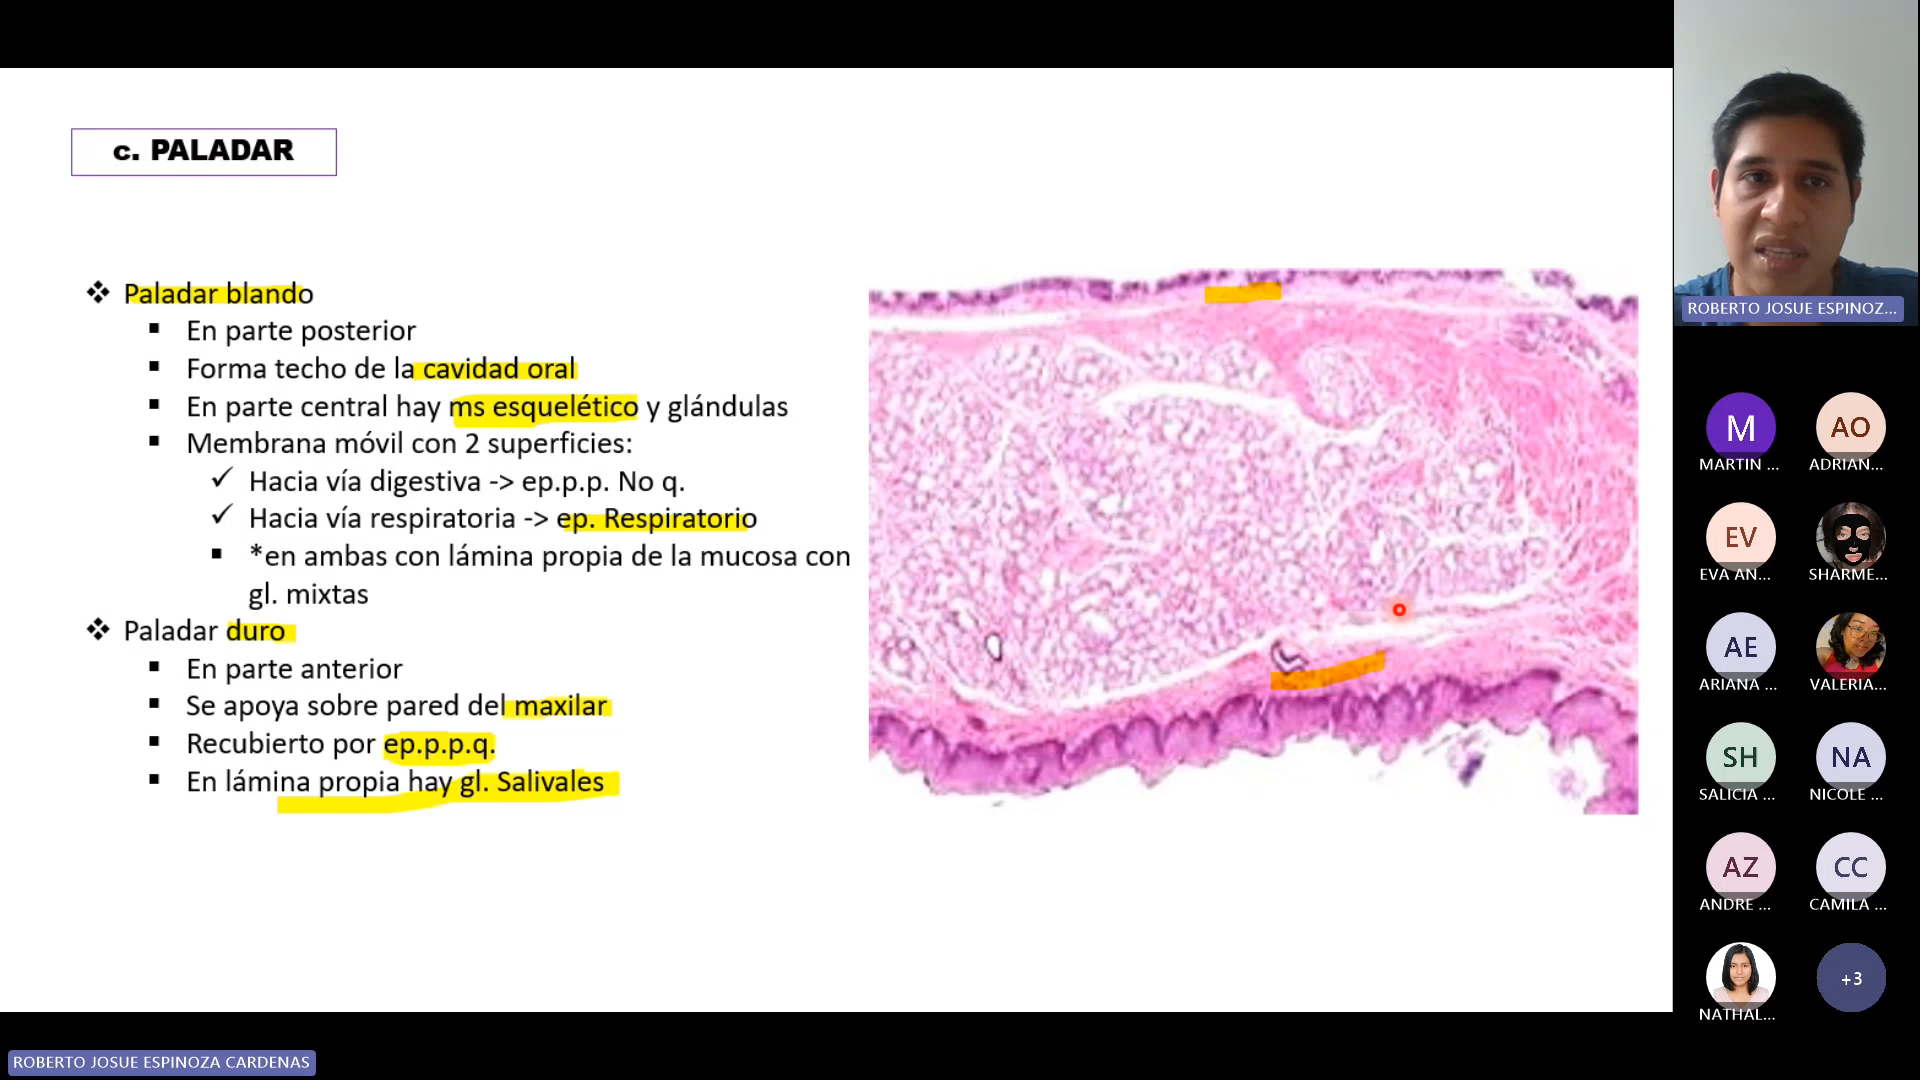 c. PALADAR
❖ Paladar blando
▪ En parte posterior
▪ Forma techo de la cavidad oral
▪ En parte central hay ms esquelético y glándulas
▪ Membrana móvil con 2 superficies:
✓ Hacia vía digestiva -> ep.p.p. No q.
✓ Hacia vía respiratoria -> ep. Respiratorio
▪ *en ambas con lámina propia de la mucosa con
gl. mixtas
❖ Paladar duro
▪ En parte anterior
▪ Se apoya sobre pared del maxilar
▪ Recubierto por ep.p.p.q.
▪ En lámina propia hay gl. Salivales
ROBERTO JOSUE ESPINOZ...
M
MARTIN ...
AO
ADRIAN...
EV
EVA AN...
SHARME...
AE
ARIANA ...
VALERIA...
SH
SALICIA ...
NA
NICOLE ...
AZ
ANDRE ...
CC
CAMILA ...
NATHAL...
+3
ROBERTO JOSUE ESPINOZA CARDENAS